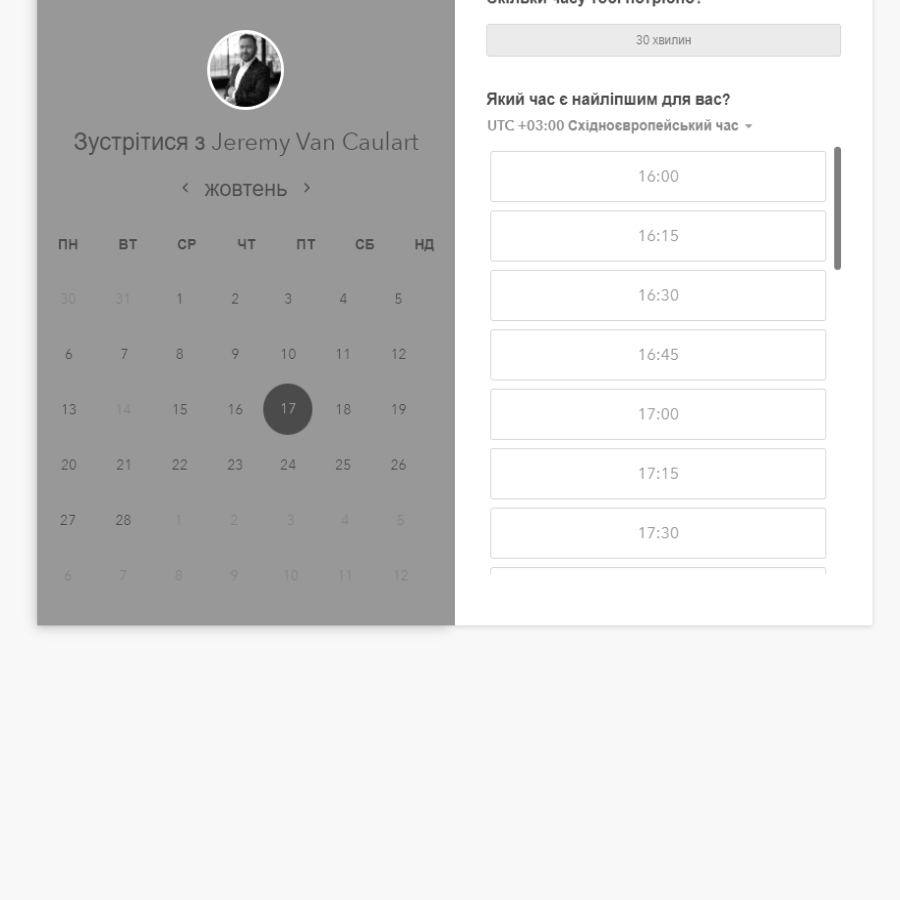 Зустрітися з Jeremy Van Caulart
жовтень
ПН ВТ СР ЧТ ПТ СБ НД
30 31 1 2 3 4 5
6 7 8 9 10 11 12
13 14 15 16 17 18 19
20 21 22 23 24 25 26
27 28 1 2 3 4 5
6 7 8 9 10 11 12
Скільки часу тобі потрібно?
30 хвилин
Який час є найліпшим для вас?
UTC +03:00 Східноєвропейський час
16:00
16:15
16:30
16:45
17:00
17:15
17:30